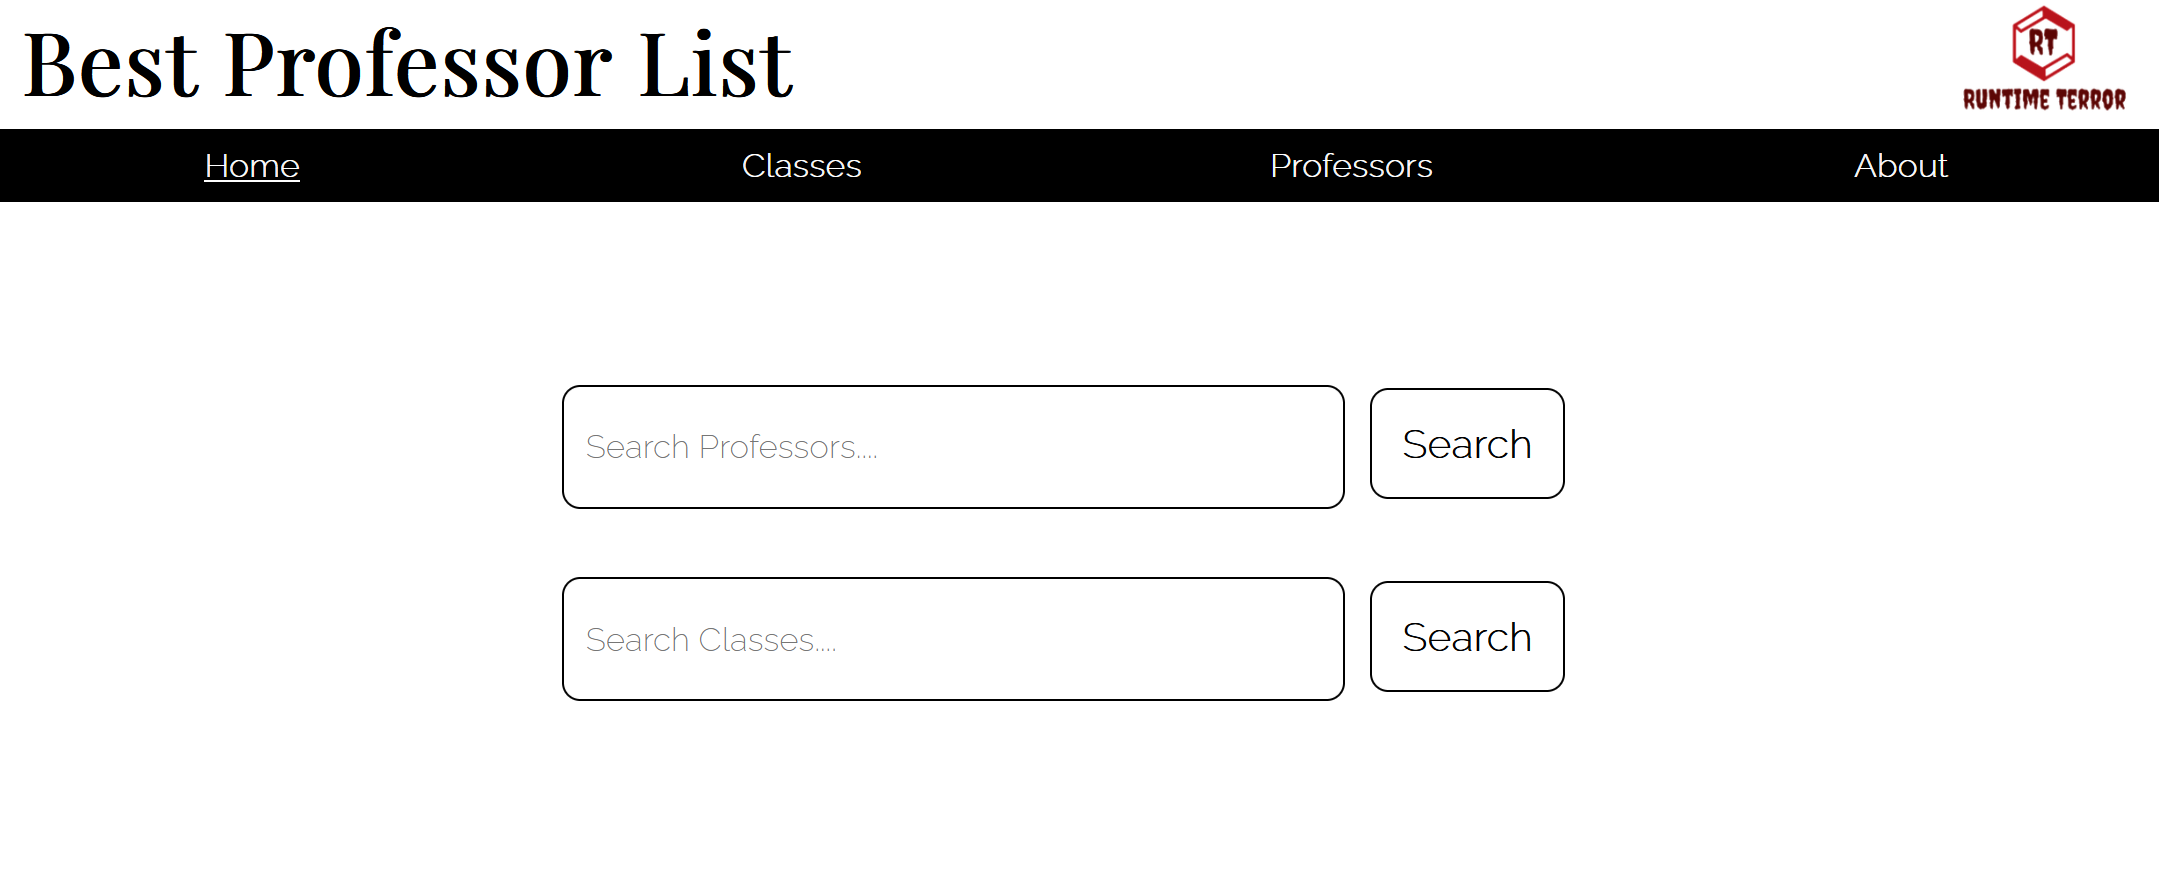 Best Professor List
RT
RUNTIME TERROR
Home Classes Professors About
Search Professors.... Search
Search Classes.... Search